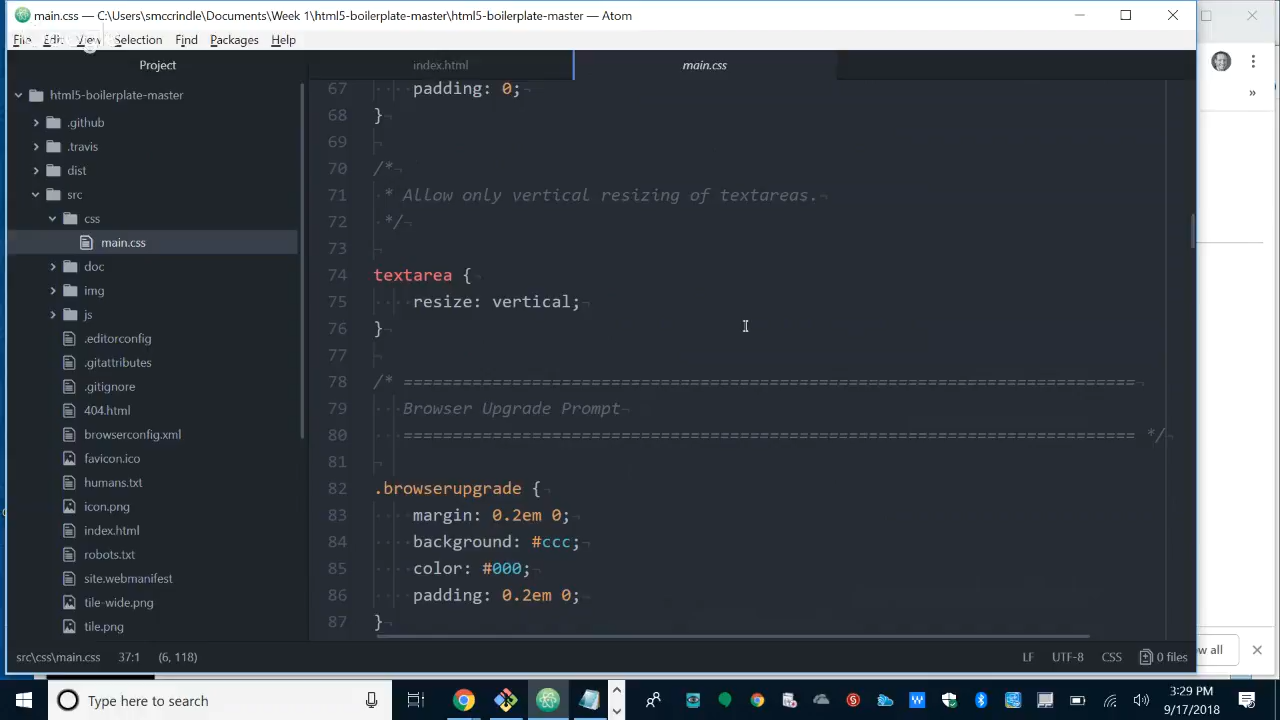 main.css — C:\Users\smccrindle\Documents\Week 1\html5-boilerplate-master\html5-boilerplate-master — Atom
File Edit View Selection Find Packages Help
Project
index.html
main.css
html5-boilerplate-master
.github
.travis
dist
src
css
main.css
doc
img
js
.editorconfig
.gitattributes
.gitignore
404.html
browserconfig.xml
favicon.ico
humans.txt
icon.png
index.html
robots.txt
site.webmanifest
tile-wide.png
tile.png
67 padding: 0;
68 }
69
70 /*
71 * Allow only vertical resizing of textareas.
72 */
73
74 textarea {
75 resize: vertical;
76 }
77
78 /* ==========================================================================
79 Browser Upgrade Prompt
80 ========================================================================== */
81
82 .browserupgrade {
83 margin: 0.2em 0;
84 background: #ccc;
85 color: #000;
86 padding: 0.2em 0;
87 }
src\css\main.css 37:1 (6, 118)
LF UTF-8 CSS 0 files
w all
Type here to search
3:29 PM
9/17/2018